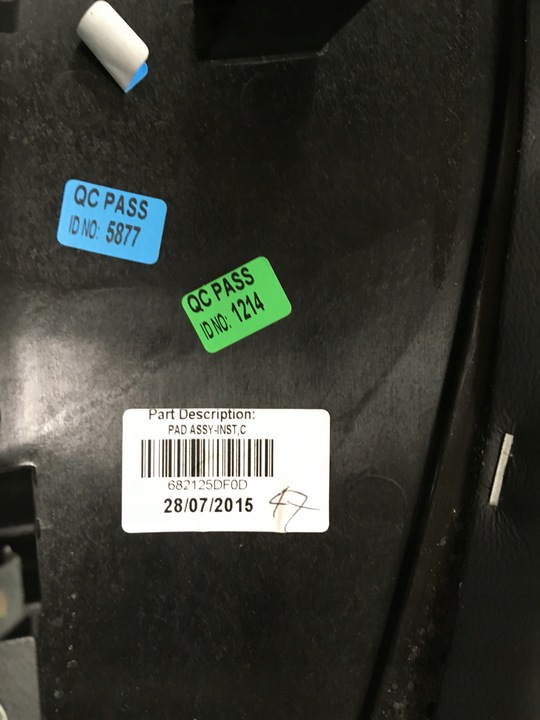 QC PASS
ID NO: 5877
QC PASS
ID NO: 1214
Part Description:
PAD ASSY-INST,C
682125DF0D
28/07/2015